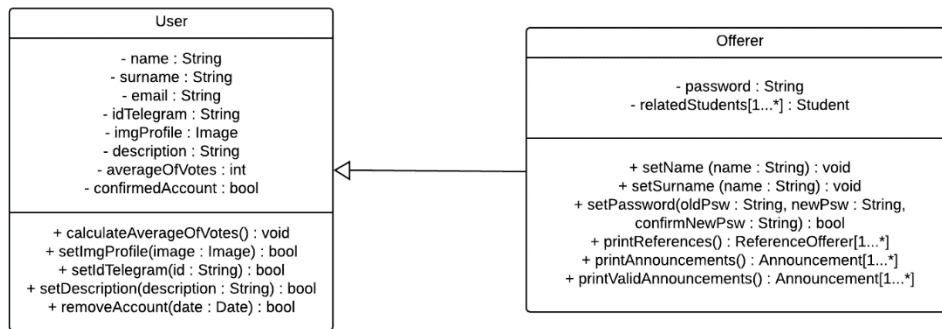 User
- name : String
- surname : String
- email : String
- idTelegram : String
- imgProfile : Image
- description : String
- averageOfVotes : int
- confirmedAccount : bool
+ calculateAverageOfVotes() : void
+ setImgProfile(image : Image) : bool
+ setIdTelegram(id : String) : bool
+ setDescription(description : String) : bool
+ removeAccount(date : Date) : bool
Offerer
- password : String
- relatedStudents[1...*] : Student
+ setName (name : String) : void
+ setSurname (name : String) : void
+ setPassword(oldPsw : String, newPsw : String,
confirmNewPsw : String) : bool
+ printReferences() : ReferenceOfferer[1...*]
+ printAnnouncements() : Announcement[1...*]
+ printValidAnnouncements() : Announcement[1...*]